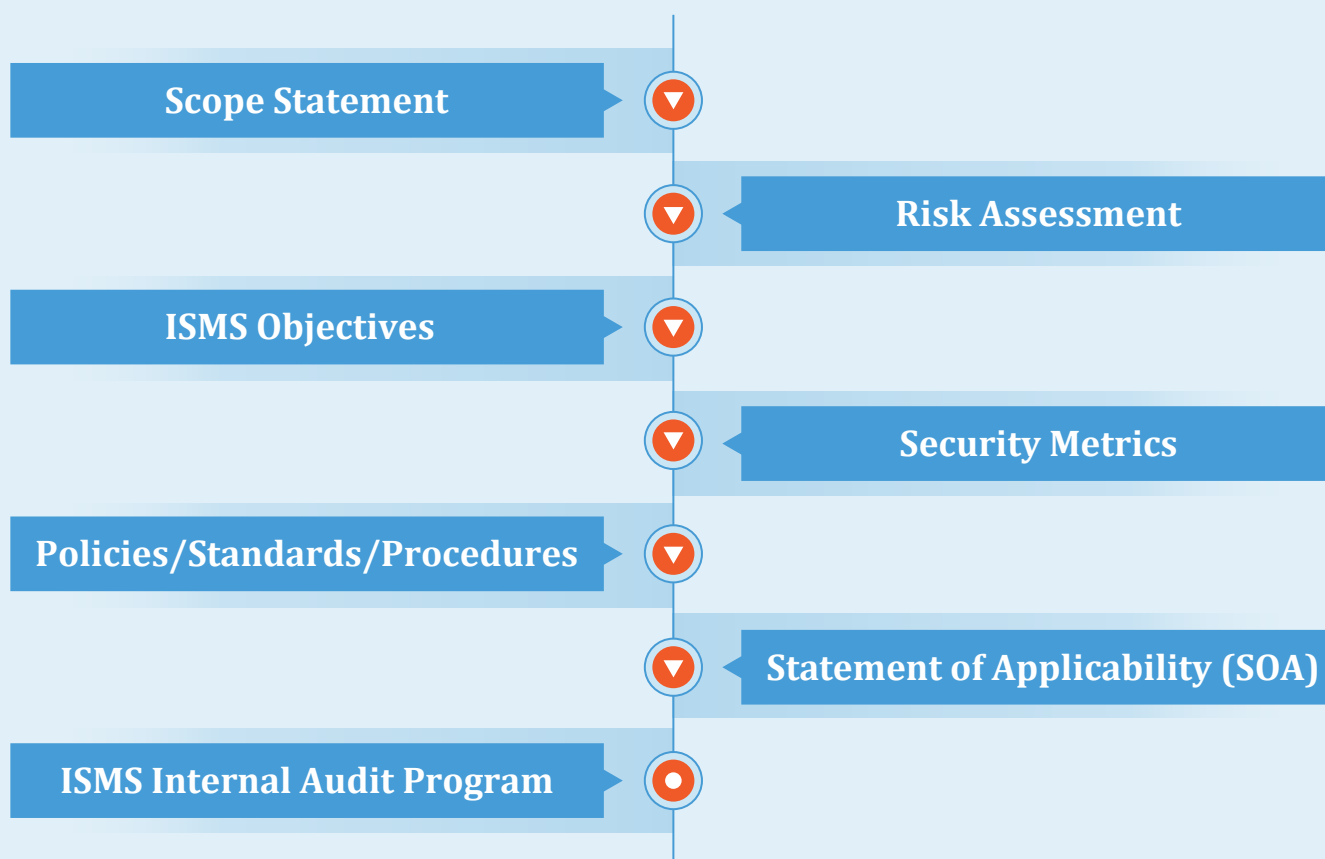 Scope Statement
Risk Assessment
ISMS Objectives
Security Metrics
Policies/Standards/Procedures
Statement of Applicability (SOA)
ISMS Internal Audit Program